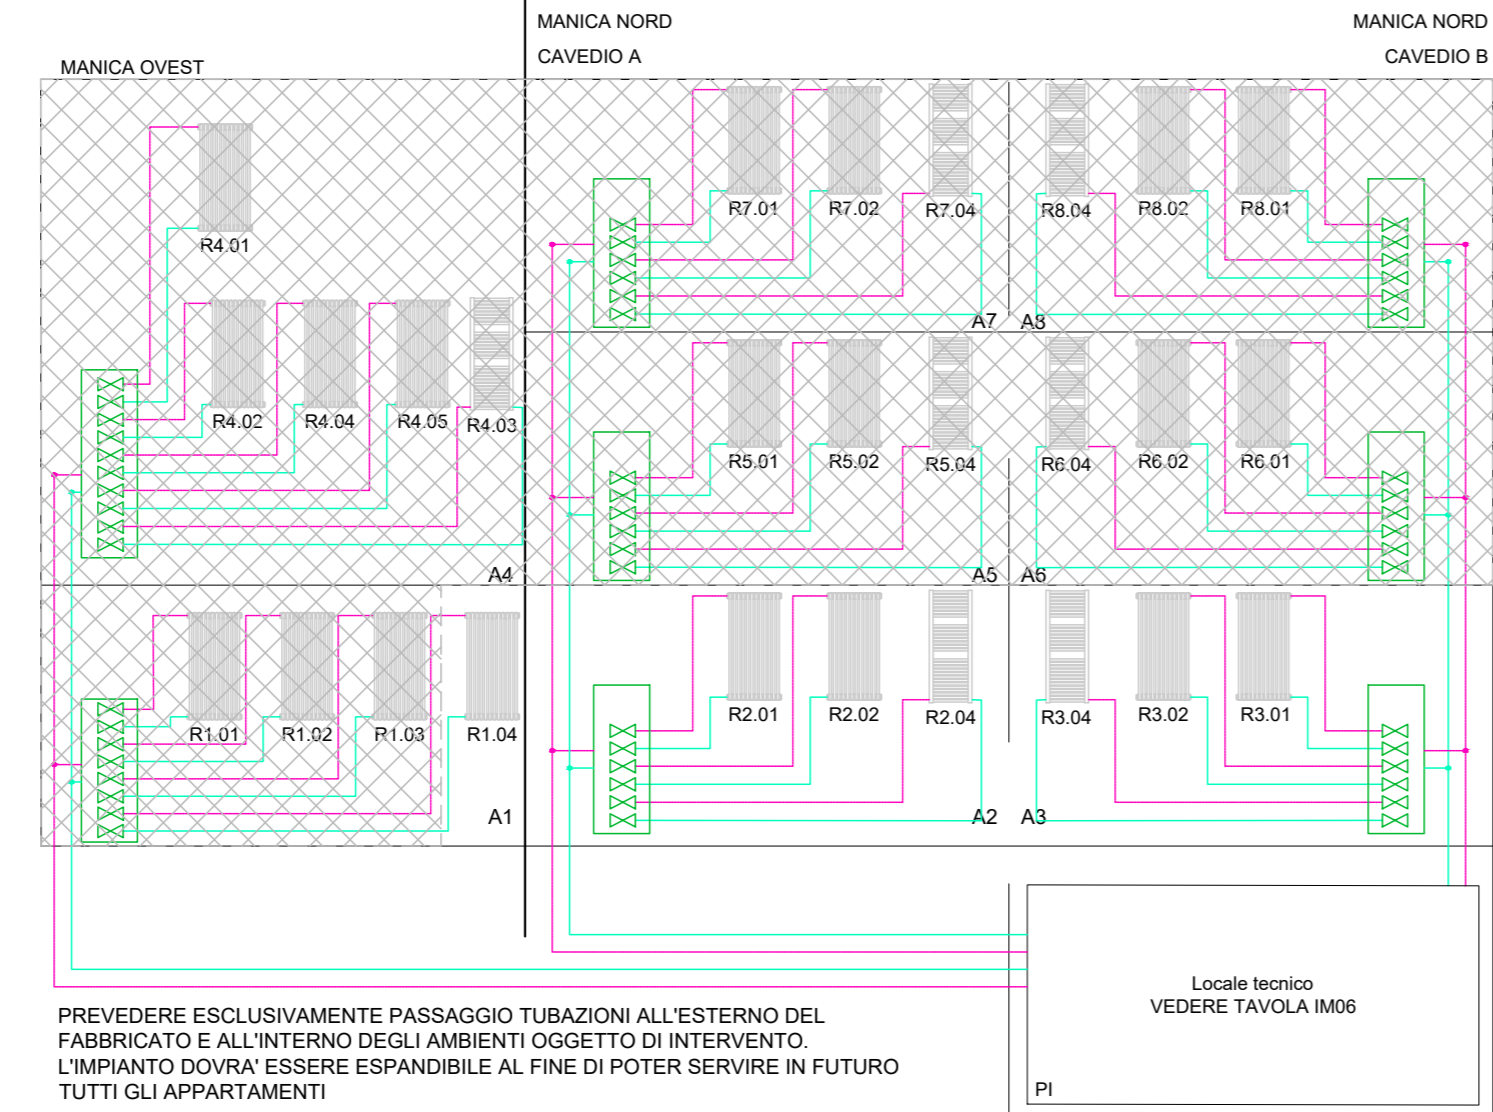 MANICA NORD
MANICA NORD
CAVEDIO A
CAVEDIO B
MANICA OVEST
R7.01
R7.02
R7.04
R8.04
R8.02
R8.01
R4.01
A7
A8
R4.02
R4.04
R4.05
R4.03
R5.01
R5.02
R5.04
R6.04
R6.02
R6.01
A4
A5
A6
R1.01
R1.02
R1.03
R1.04
R2.01
R2.02
R2.04
R3.04
R3.02
R3.01
A1
A2
A3
Locale tecnico
VEDERE TAVOLA IM06
PREVEDERE ESCLUSIVAMENTE PASSAGGIO TUBAZIONI ALL'ESTERNO DEL
FABBRICATO E ALL'INTERNO DEGLI AMBIENTI OGGETTO DI INTERVENTO.
L'IMPIANTO DOVRA' ESSERE ESPANDIBILE AL FINE DI POTER SERVIRE IN FUTURO
TUTTI GLI APPARTAMENTI
PI